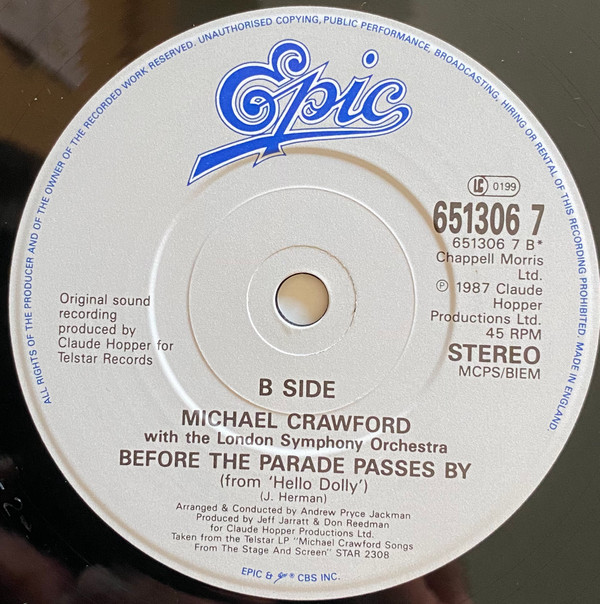 ALL RIGHTS OF THE PRODUCER AND OF THE OWNER OF THE RECORDED WORK RESERVED. UNAUTHORISED COPYING, PUBLIC PERFORMANCE, BROADCASTING, HIRING OR RENTAL OF THIS RECORDING PROHIBITED. MADE IN ENGLAND.
Epic
LC 0199
651306 7
651306 7 B*
Chappell Morris
Ltd.
℗ 1987 Claude
Hopper
Productions Ltd.
45 RPM
STEREO
MCPS/BIEM
Original sound
recording
produced by
Claude Hopper for
Telstar Records
B SIDE
MICHAEL CRAWFORD
with the London Symphony Orchestra
BEFORE THE PARADE PASSES BY
(from 'Hello Dolly')
(J. Herman)
Arranged & Conducted by Andrew Pryce Jackman
Produced by Jeff Jarratt & Don Reedman
for Claude Hopper Productions Ltd.
Taken from the Telstar LP "Michael Crawford Songs
From The Stage And Screen" STAR 2308
EPIC & Epic ® CBS INC.